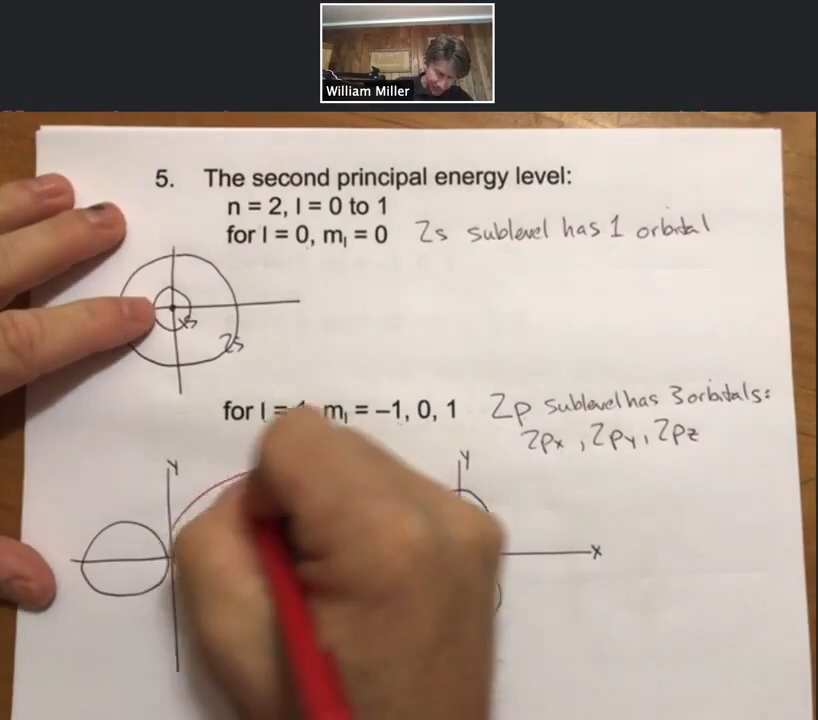 William Miller
5. The second principal energy level:
n = 2, l = 0 to 1
for l = 0, mₗ = 0 2s sublevel has 1 orbital
2s
for l = mₗ = –1, 0, 1 2p sublevel has 3 orbitals:
2px, 2py, 2pz
y y
x